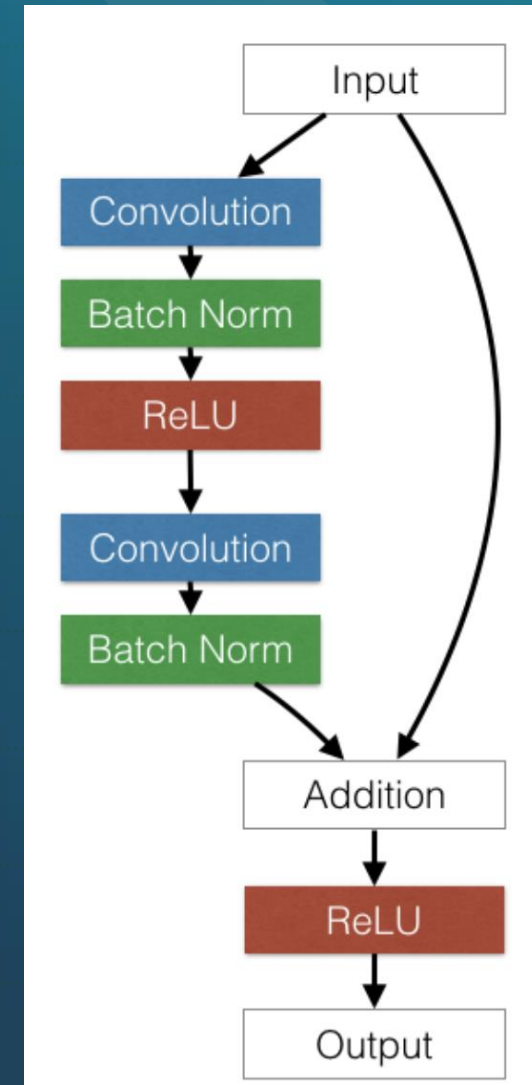 Input
Convolution
Batch Norm
ReLU
Convolution
Batch Norm
Addition
ReLU
Output